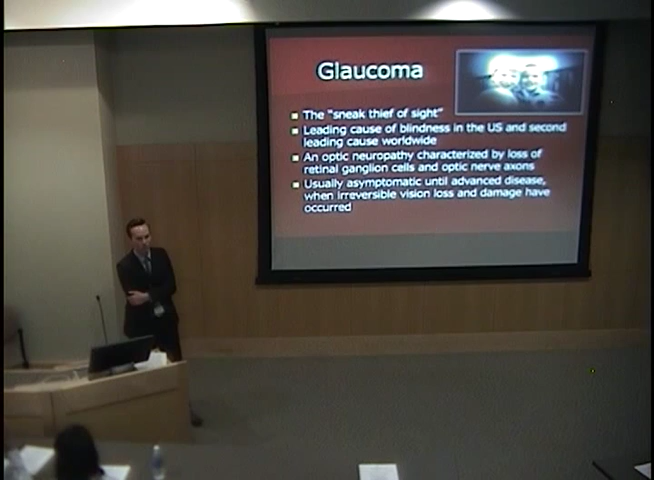 Glaucoma
The "sneak thief of sight"
Leading cause of blindness in the US and second
leading cause worldwide
An optic neuropathy characterized by loss of
retinal ganglion cells and optic nerve axons
Usually asymptomatic until advanced disease,
when irreversible vision loss and damage have
occurred